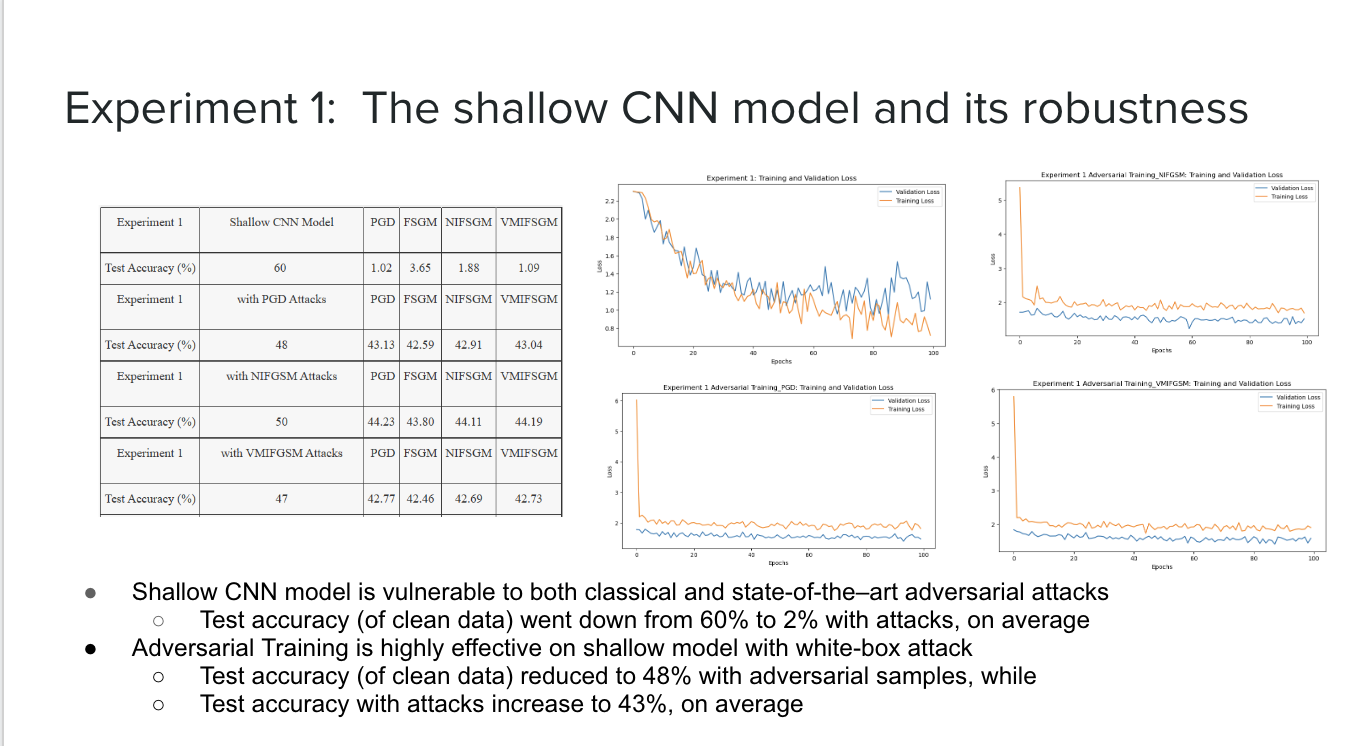 Experiment 1: The shallow CNN model and its robustness
Experiment 1 Shallow CNN Model PGD FSGM NIFSGM VMIFSGM
Test Accuracy (%) 60 1.02 3.65 1.88 1.09
Experiment 1 with PGD Attacks PGD FSGM NIFSGM VMIFSGM
Test Accuracy (%) 48 43.13 42.59 42.91 43.04
Experiment 1 with NIFGSM Attacks PGD FSGM NIFSGM VMIFSGM
Test Accuracy (%) 50 44.23 43.80 44.11 44.19
Experiment 1 with VMIFGSM Attacks PGD FSGM NIFSGM VMIFSGM
Test Accuracy (%) 47 42.77 42.46 42.69 42.73
Experiment 1: Training and Validation Loss
Validation Loss
Training Loss
Loss
2.2
2.0
1.8
1.6
1.4
1.2
1.0
0.8
0 20 40 60 80 100
Epochs
Experiment 1 Adversarial Training_NIFGSM: Training and Validation Loss
Validation Loss
Training Loss
Loss
5
4
3
2
0 20 40 60 80 100
Epochs
Experiment 1 Adversarial Training_PGD: Training and Validation Loss
Validation Loss
Training Loss
Loss
6
5
4
3
2
0 20 40 60 80 100
Epochs
Experiment 1 Adversarial Training_VMIFGSM: Training and Validation Loss
Validation Loss
Training Loss
Loss
6
5
4
3
2
0 20 40 60 80 100
Epochs
● Shallow CNN model is vulnerable to both classical and state-of-the–art adversarial attacks
○ Test accuracy (of clean data) went down from 60% to 2% with attacks, on average
● Adversarial Training is highly effective on shallow model with white-box attack
○ Test accuracy (of clean data) reduced to 48% with adversarial samples, while
○ Test accuracy with attacks increase to 43%, on average